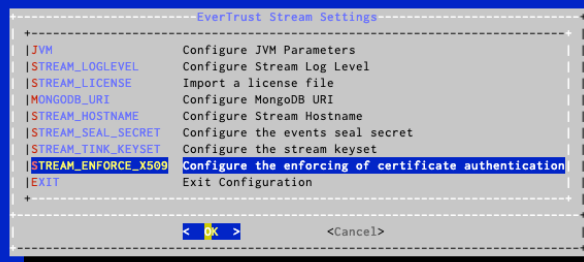 EverTrust Stream Settings
JVM Configure JVM Parameters
STREAM_LOGLEVEL Configure Stream Log Level
STREAM_LICENSE Import a license file
MONGODB_URI Configure MongoDB URI
STREAM_HOSTNAME Configure Stream Hostname
STREAM_SEAL_SECRET Configure the events seal secret
STREAM_TINK_KEYSET Configure the stream keyset
STREAM_ENFORCE_X509 Configure the enforcing of certificate authentication
EXIT Exit Configuration
< OK > <Cancel>